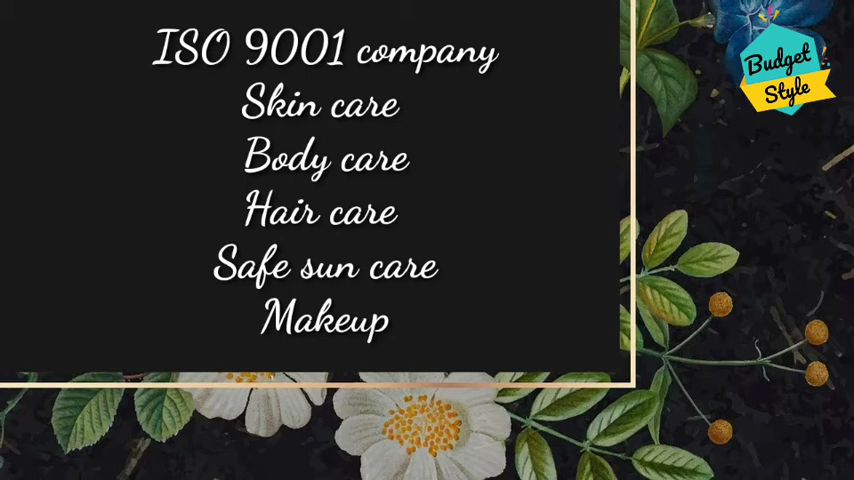 ISO 9001 company
Skin care
Body care
Hair care
Safe sun care
Makeup
Budget
Style